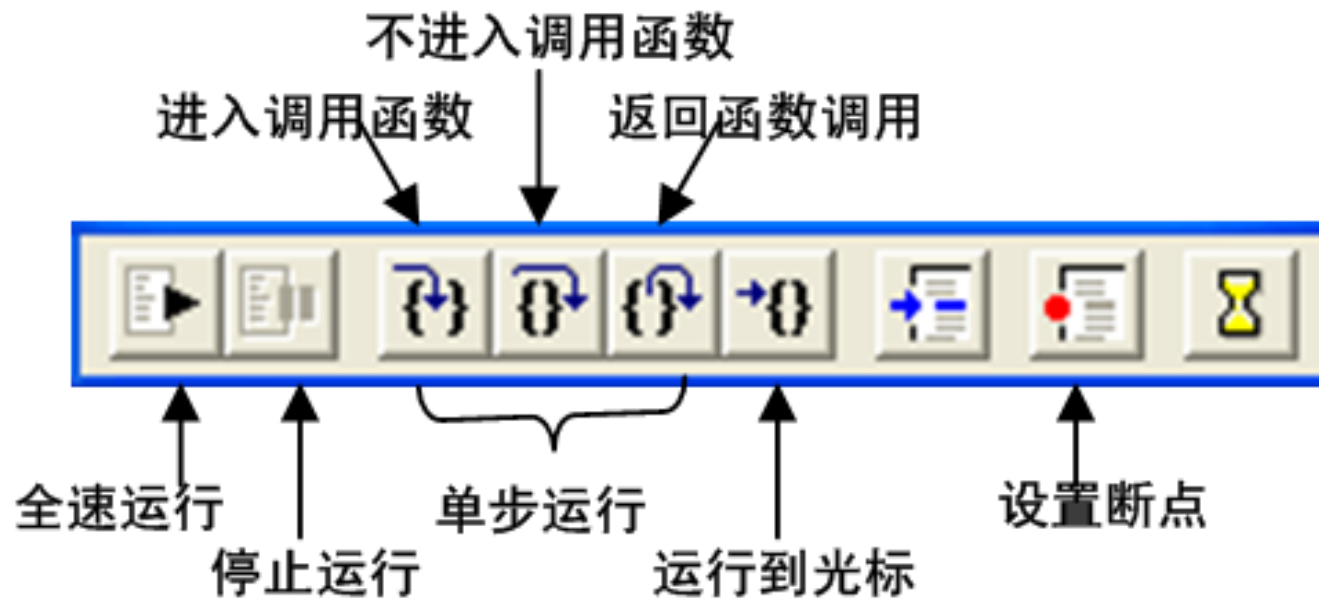 不进入调用函数
进入调用函数
返回函数调用
全速运行
停止运行
单步运行
运行到光标
设置断点